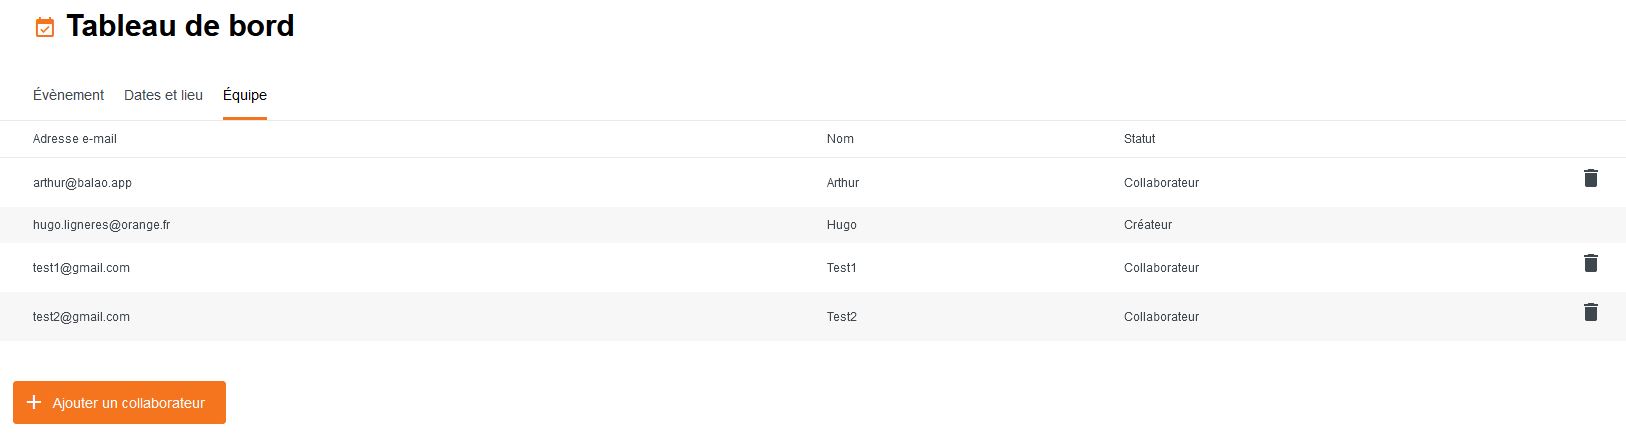 Tableau de bord
Évènement Dates et lieu Équipe
Adresse e-mail Nom Statut
arthur@balao.app Arthur Collaborateur
hugo.ligneres@orange.fr Hugo Créateur
test1@gmail.com Test1 Collaborateur
test2@gmail.com Test2 Collaborateur
Ajouter un collaborateur